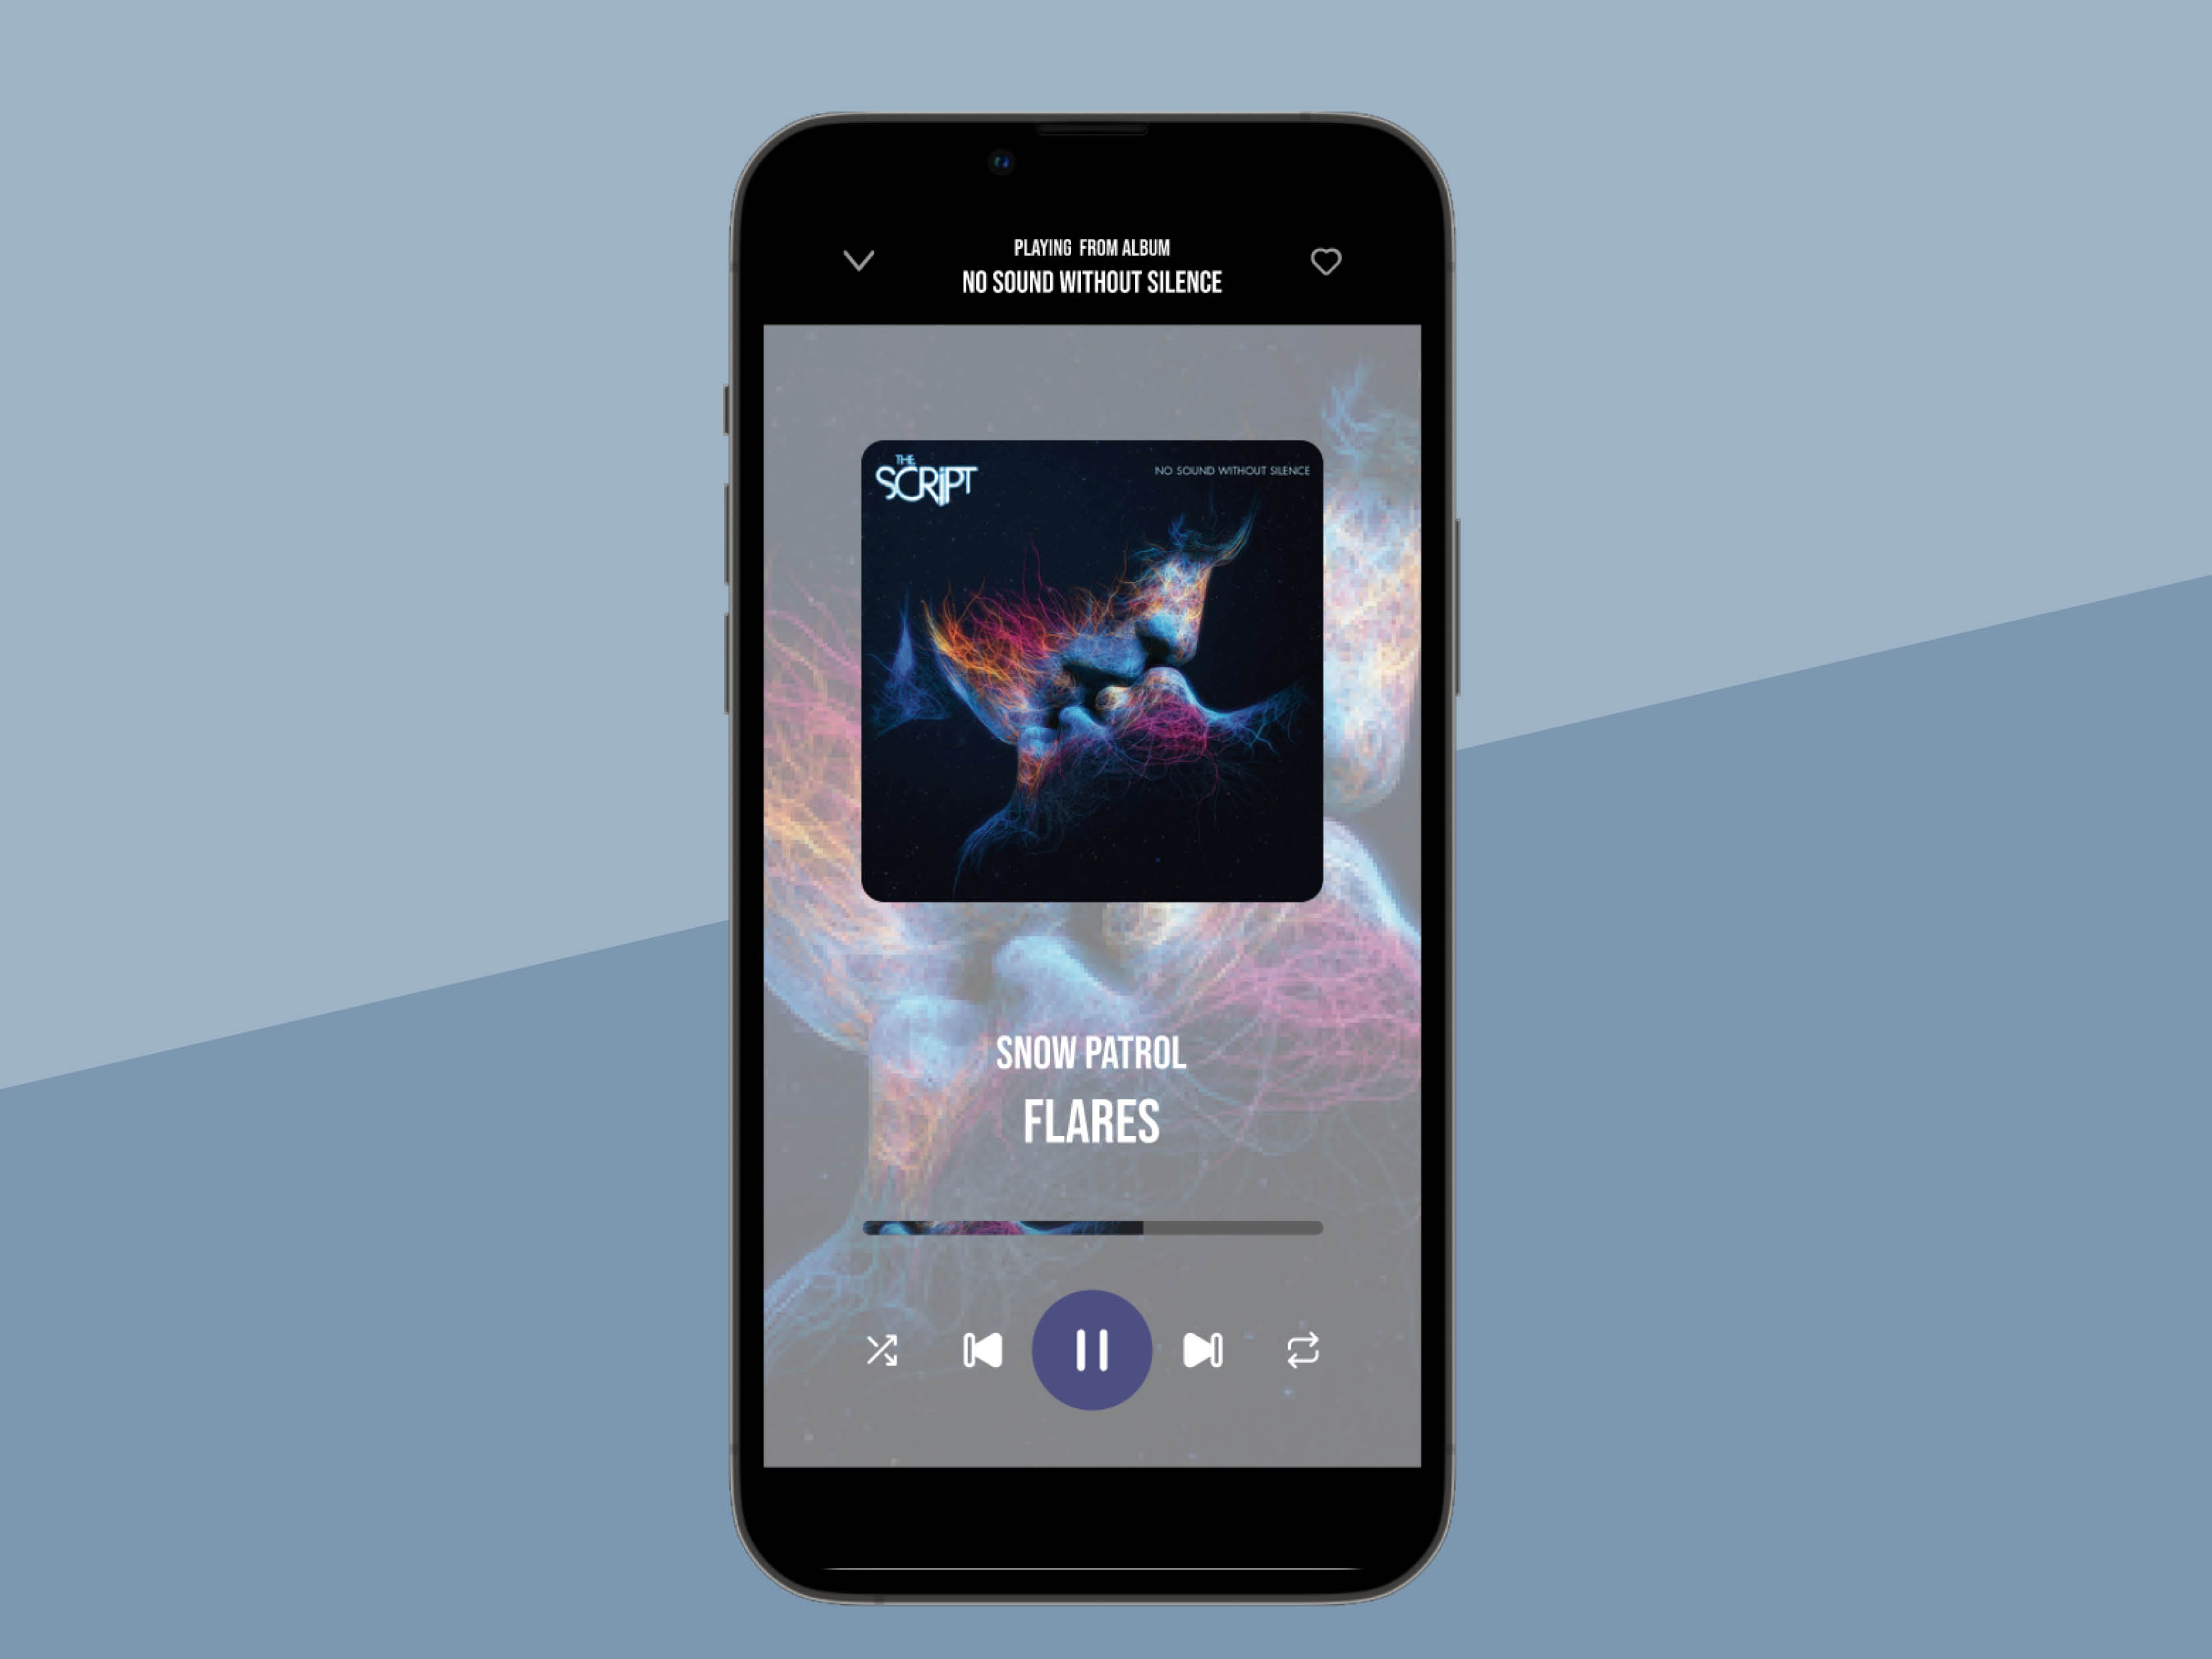 PLAYING FROM ALBUM
NO SOUND WITHOUT SILENCE
THE
SCRIPT
NO SOUND WITHOUT SILENCE
SNOW PATROL
FLARES